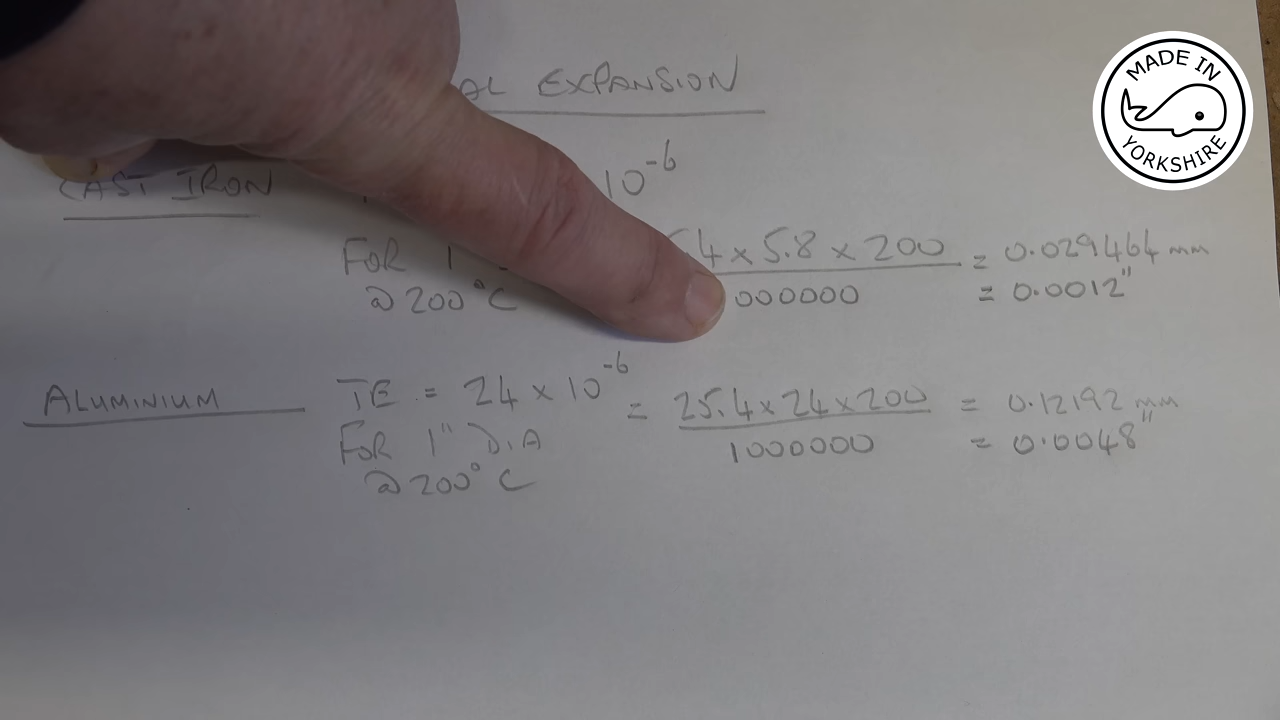 AL EXPANSION
CAST IRON
10⁻⁶
FOR 1
4 x 5.8 x 200 = 0.029464 mm
@ 200°C
000000 = 0.0012"
ALUMINIUM TE = 24 x 10⁻⁶
= 25.4 x 24 x 200 = 0.12192 mm
FOR 1" DIA
1000000 = 0.0048"
@ 200°C
MADE IN
YORKSHIRE